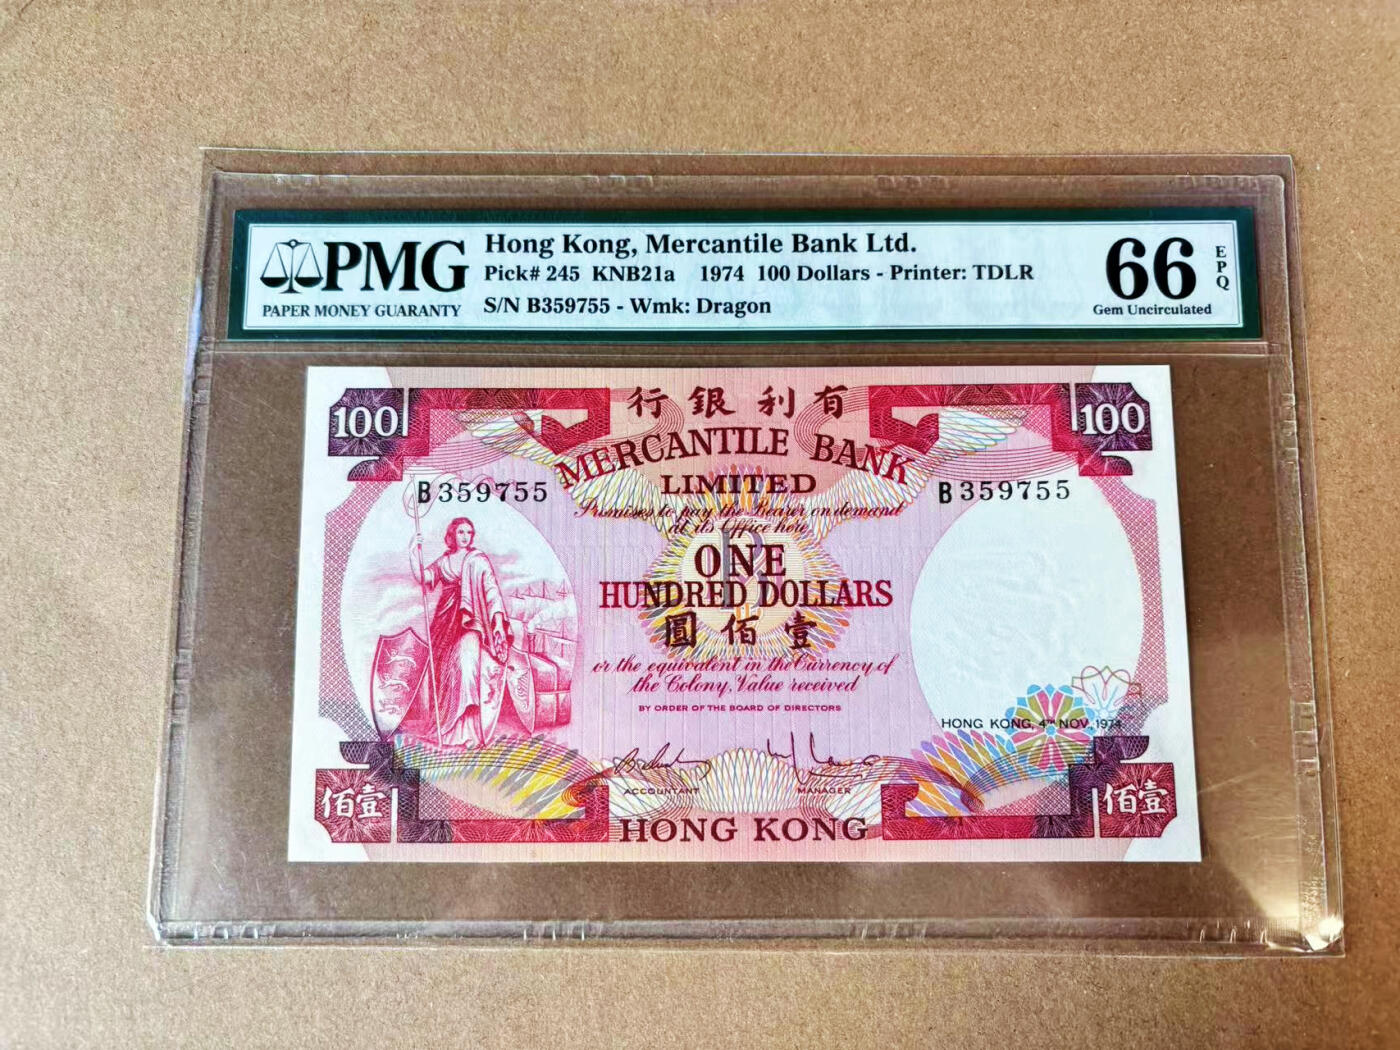 PMG
PAPER MONEY GUARANTY
Hong Kong, Mercantile Bank Ltd.
Pick# 245 KNB21a 1974 100 Dollars - Printer: TDLR
S/N B359755 - Wmk: Dragon
66
EPQ
Gem Uncirculated
100
行銀利有
100
MERCANTILE BANK
LIMITED
B359755
B359755
Promises to pay the Bearer on demand
at its Office here
ONE
HUNDRED DOLLARS
圓佰壹
or the equivalent in the Currency of
the Colony, Value received
BY ORDER OF THE BOARD OF DIRECTORS
HONG KONG, 4TH NOV. 1974
ACCOUNTANT
MANAGER
佰壹
HONG KONG
佰壹